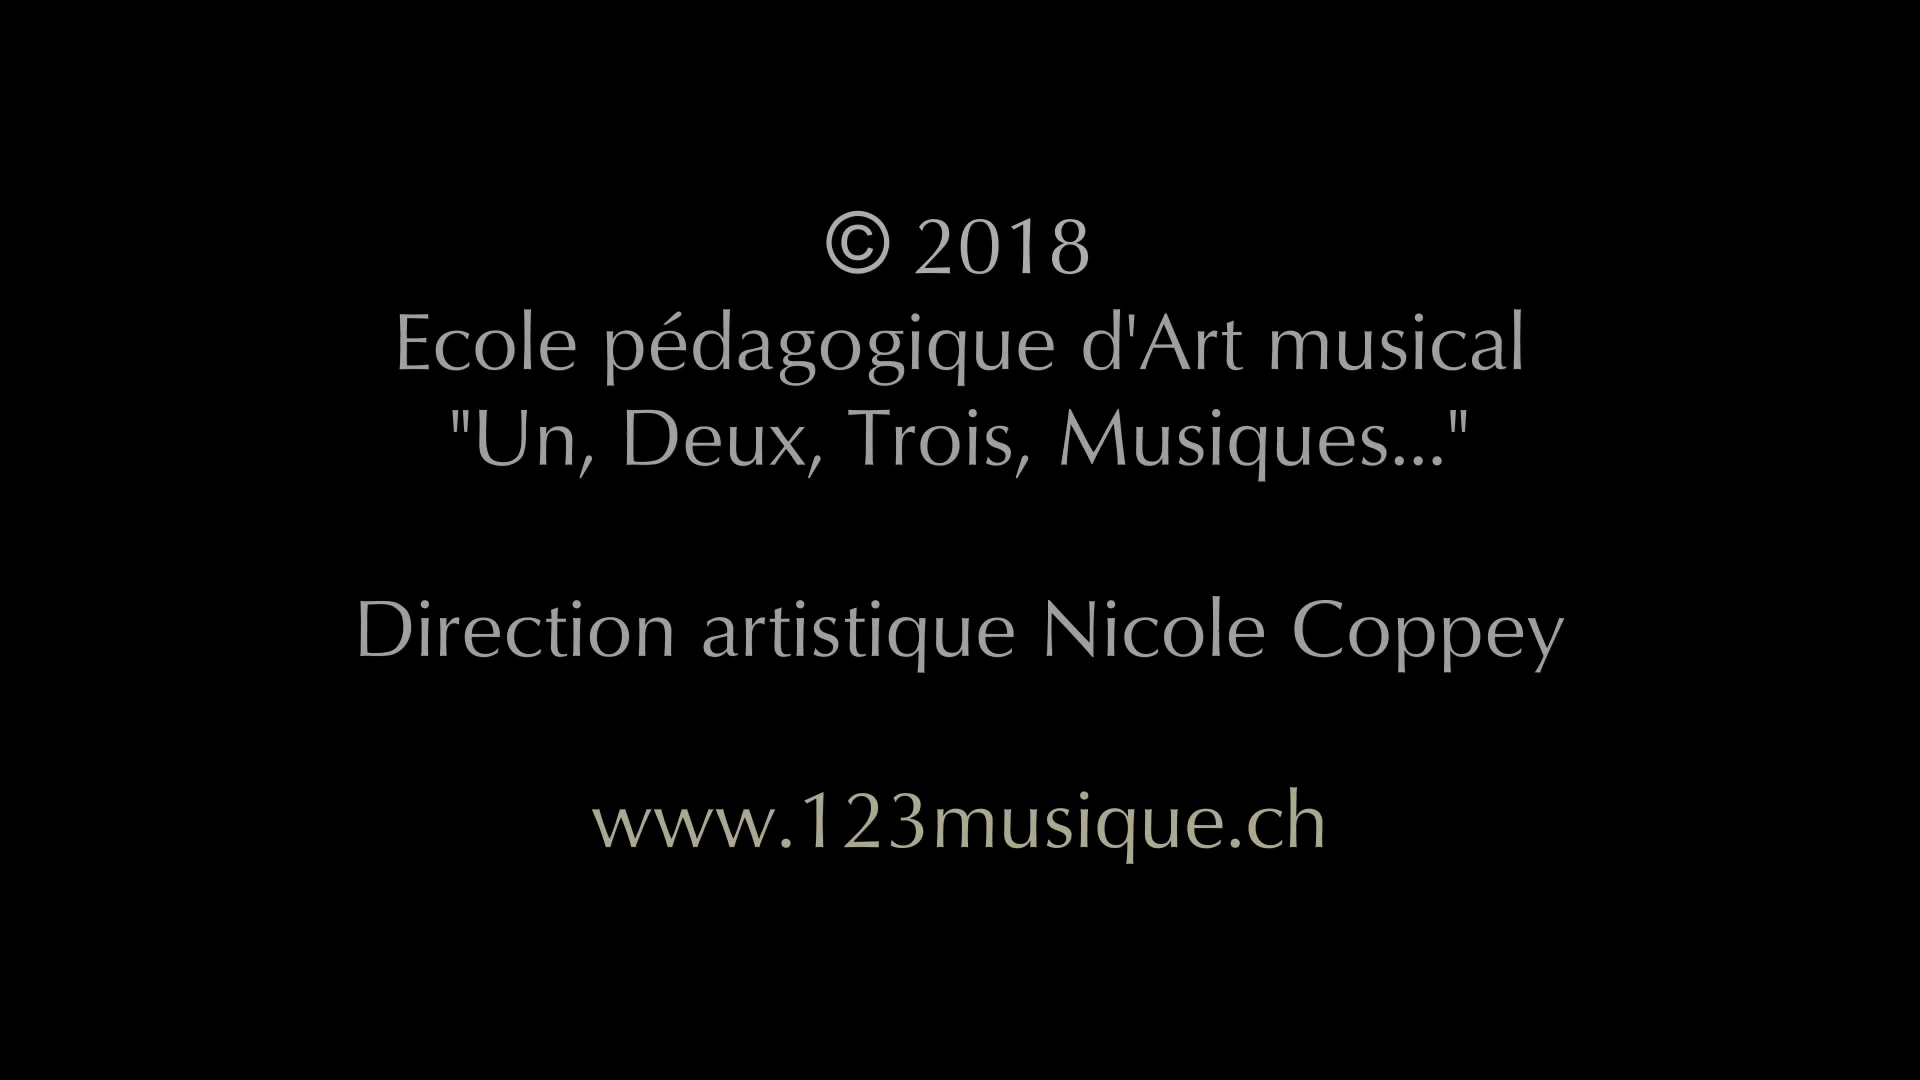 © 2018
Ecole pédagogique d'Art musical
"Un, Deux, Trois, Musiques..."
Direction artistique Nicole Coppey
www.123musique.ch